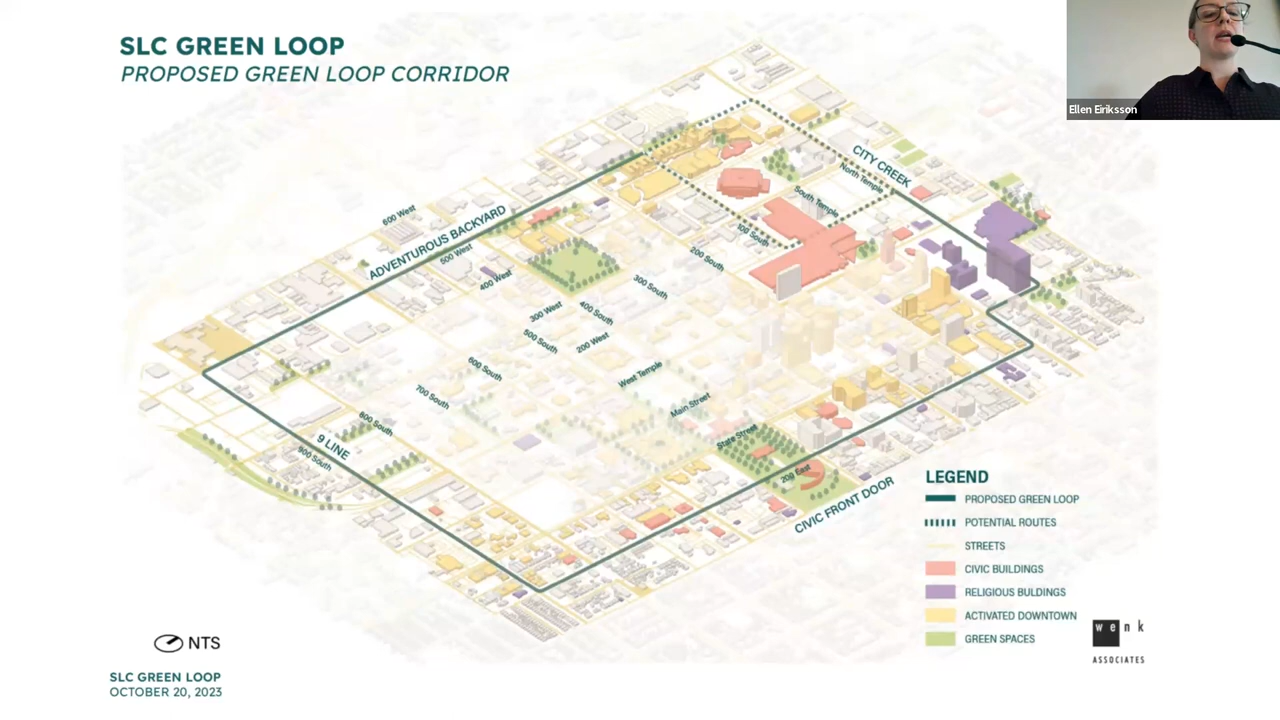 SLC GREEN LOOP
PROPOSED GREEN LOOP CORRIDOR
Ellen Eiriksson
CITY CREEK
North Temple
South Temple
100 South
200 South
300 South
600 West
ADVENTUROUS BACKYARD
500 West
400 West
300 West
400 South
500 South
200 West
600 South
West Temple
700 South
Main Street
800 South
State Street
9 LINE
900 South
200 East
CIVIC FRONT DOOR
LEGEND
PROPOSED GREEN LOOP
POTENTIAL ROUTES
STREETS
CIVIC BUILDINGS
RELIGIOUS BULDINGS
ACTIVATED DOWNTOWN
GREEN SPACES
wenk
ASSOCIATES
NTS
SLC GREEN LOOP
OCTOBER 20, 2023